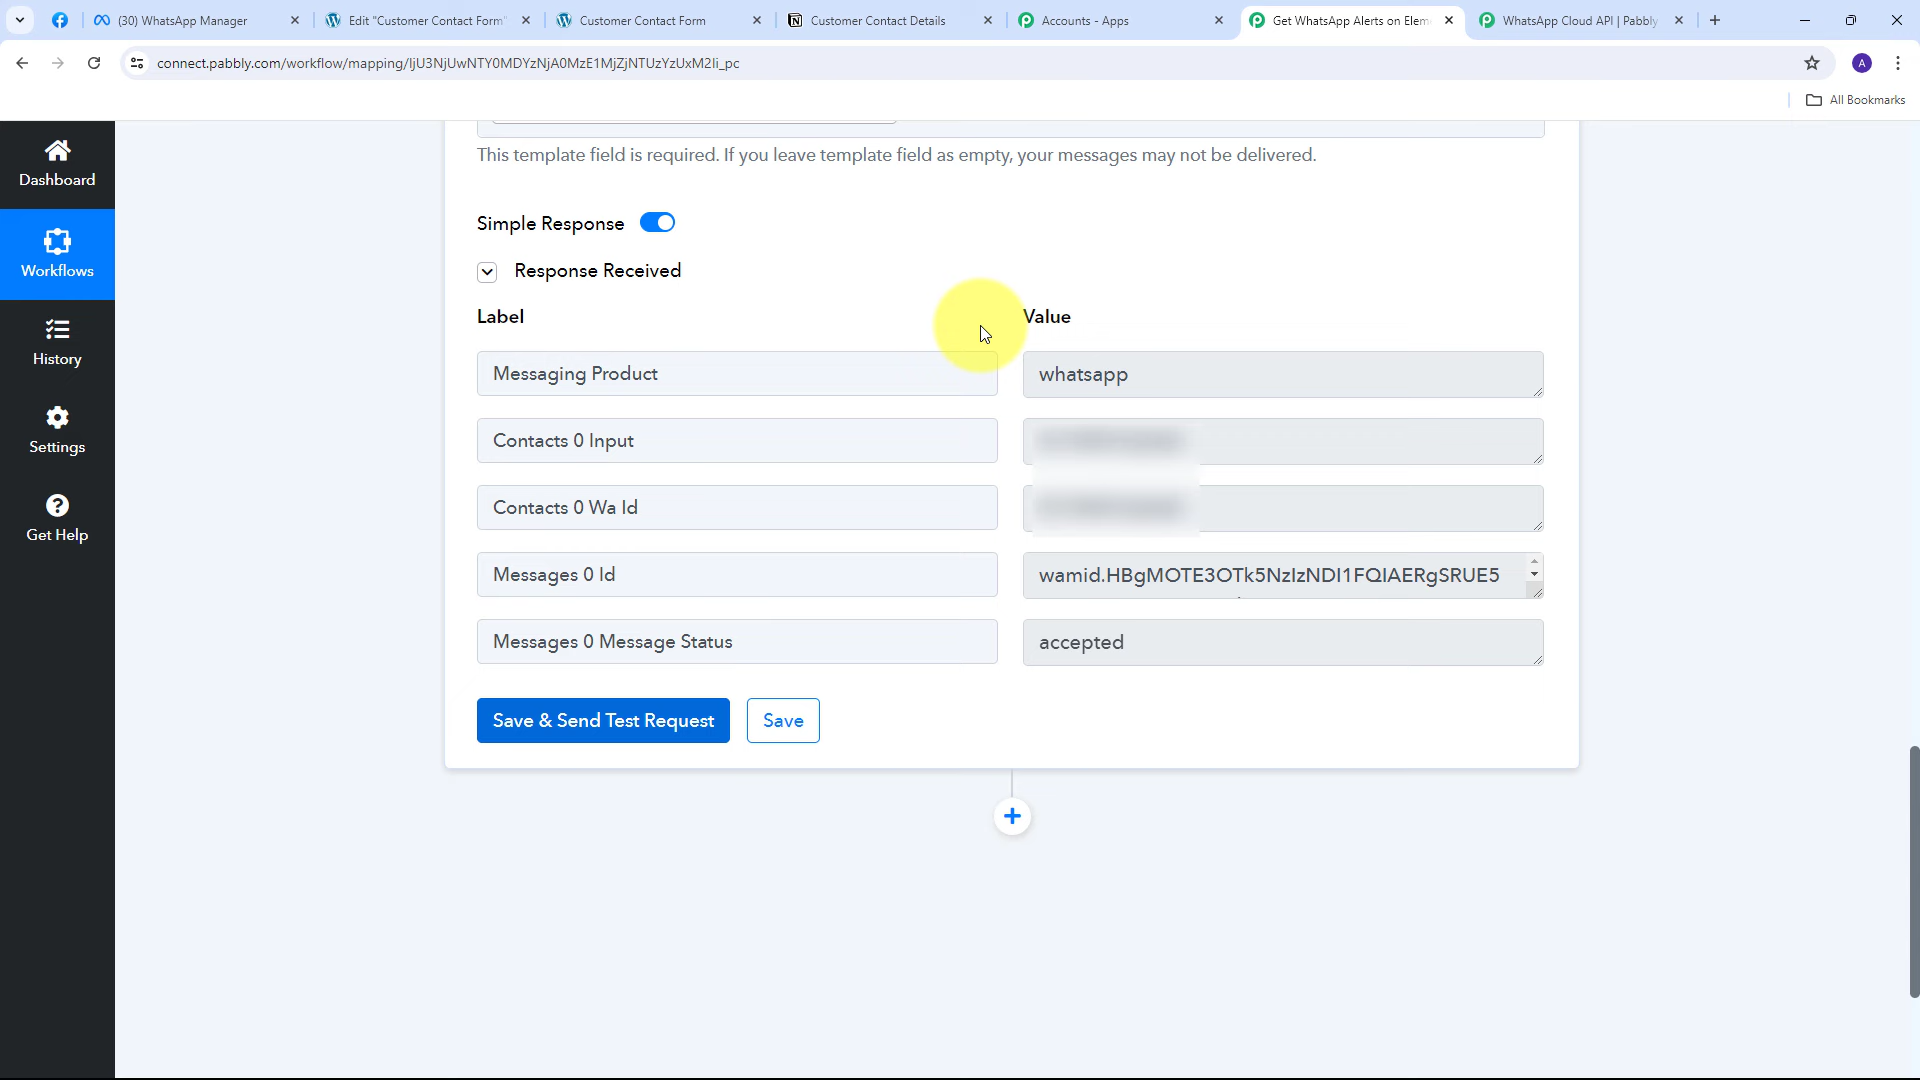 (30) WhatsApp Manager
Edit "Customer Contact Form"
Customer Contact Form
Customer Contact Details
Accounts - Apps
Get WhatsApp Alerts on Elem
WhatsApp Cloud API | Pabbly
connect.pabbly.com/workflow/mapping/IjU3NjUwNTY0MDYzNjA0MzE1MjZjNTUzYzUxM2Ii_pc
A
All Bookmarks
Dashboard
Workflows
History
Settings
Get Help
This template field is required. If you leave template field as empty, your messages may not be delivered.
Simple Response
Response Received
Label
Value
Messaging Product
whatsapp
Contacts 0 Input
Contacts 0 Wa Id
Messages 0 Id
wamid.HBgMOTE3OTk5NzIzNDI1FQIAERgSRUE5
Messages 0 Message Status
accepted
Save & Send Test Request
Save